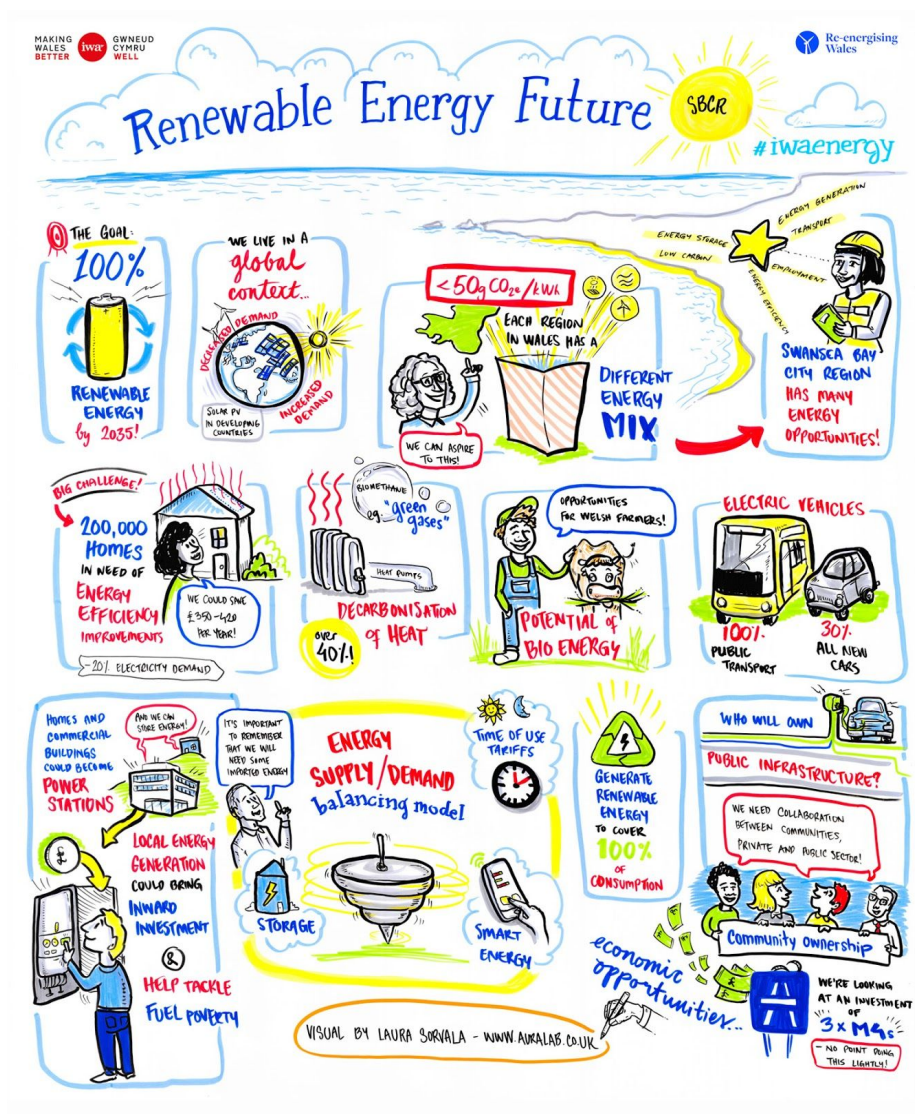 MAKING
WALES
BETTER
iwa
GWNEUD
CYMRU
WELL
Re-energising
Wales
Renewable Energy Future
SBCR
#iwaenergy
THE GOAL:
100%
RENEWABLE
ENERGY
by 2035!
WE LIVE IN A
global
context...
DECREASED DEMAND
INCREASED
DEMAND
SOLAR PV
IN DEVELOPING
COUNTRIES
<50g CO2e/kWh
EACH REGION
IN WALES HAS A
DIFFERENT
ENERGY
MIX
WE CAN ASPIRE
TO THIS!
ENERGY GENERATION
TRANSPORT
ENERGY STORAGE
LOW CARBON
EMPLOYMENT
ENERGY EFFICIENCY
SWANSEA BAY
CITY REGION
HAS MANY
ENERGY
OPPORTUNITIES!
BIG CHALLENGE!
200,000
HOMES
IN NEED OF
ENERGY
EFFICIENCY
IMPROVEMENTS
WE COULD SAVE
£350-420
PER YEAR!
-20% ELECTRICITY DEMAND
BIOMETHANE
eg. "green
gases"
HEAT PUMPS
DECARBONISATION
of HEAT
over
40%!
OPPORTUNITIES
FOR WELSH FARMERS!
POTENTIAL of
BIO ENERGY
ELECTRIC VEHICLES
100%
PUBLIC
TRANSPORT
30%
ALL NEW
CARS
HOMES AND
COMMERCIAL
BUILDINGS
COULD BECOME
POWER
STATIONS
AND WE CAN
STORE ENERGY!
£
LOCAL ENERGY
GENERATION
COULD BRING
INWARD
INVESTMENT
&
HELP TACKLE
FUEL POVERTY
IT'S IMPORTANT
TO REMEMBER
THAT WE WILL
NEED SOME
IMPORTED ENERGY
ENERGY
SUPPLY/DEMAND
balancing model
TIME OF USE
TARIFFS
STORAGE
SMART
ENERGY
GENERATE
RENEWABLE
ENERGY
TO COVER
100%
OF
CONSUMPTION
WHO WILL OWN
PUBLIC INFRASTRUCTURE?
WE NEED COLLABORATION
BETWEEN COMMUNITIES,
PRIVATE AND PUBLIC SECTOR!
Community ownership
economic
opportunities...
WE'RE LOOKING
AT AN INVESTMENT
OF
3x M4s
- NO POINT DOING
THIS LIGHTLY!
VISUAL BY LAURA SORVALA - WWW.AURALAB.CO.UK